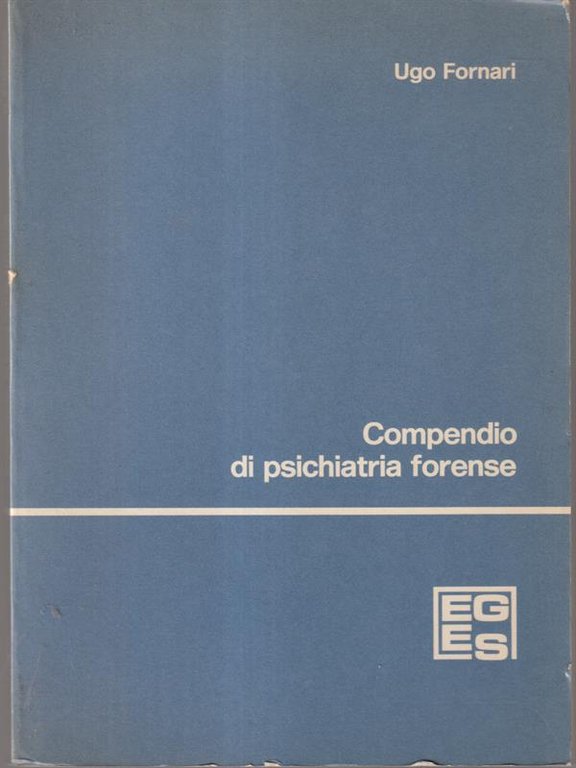 Ugo Fornari
Compendio
di psichiatria forense
EG
ES